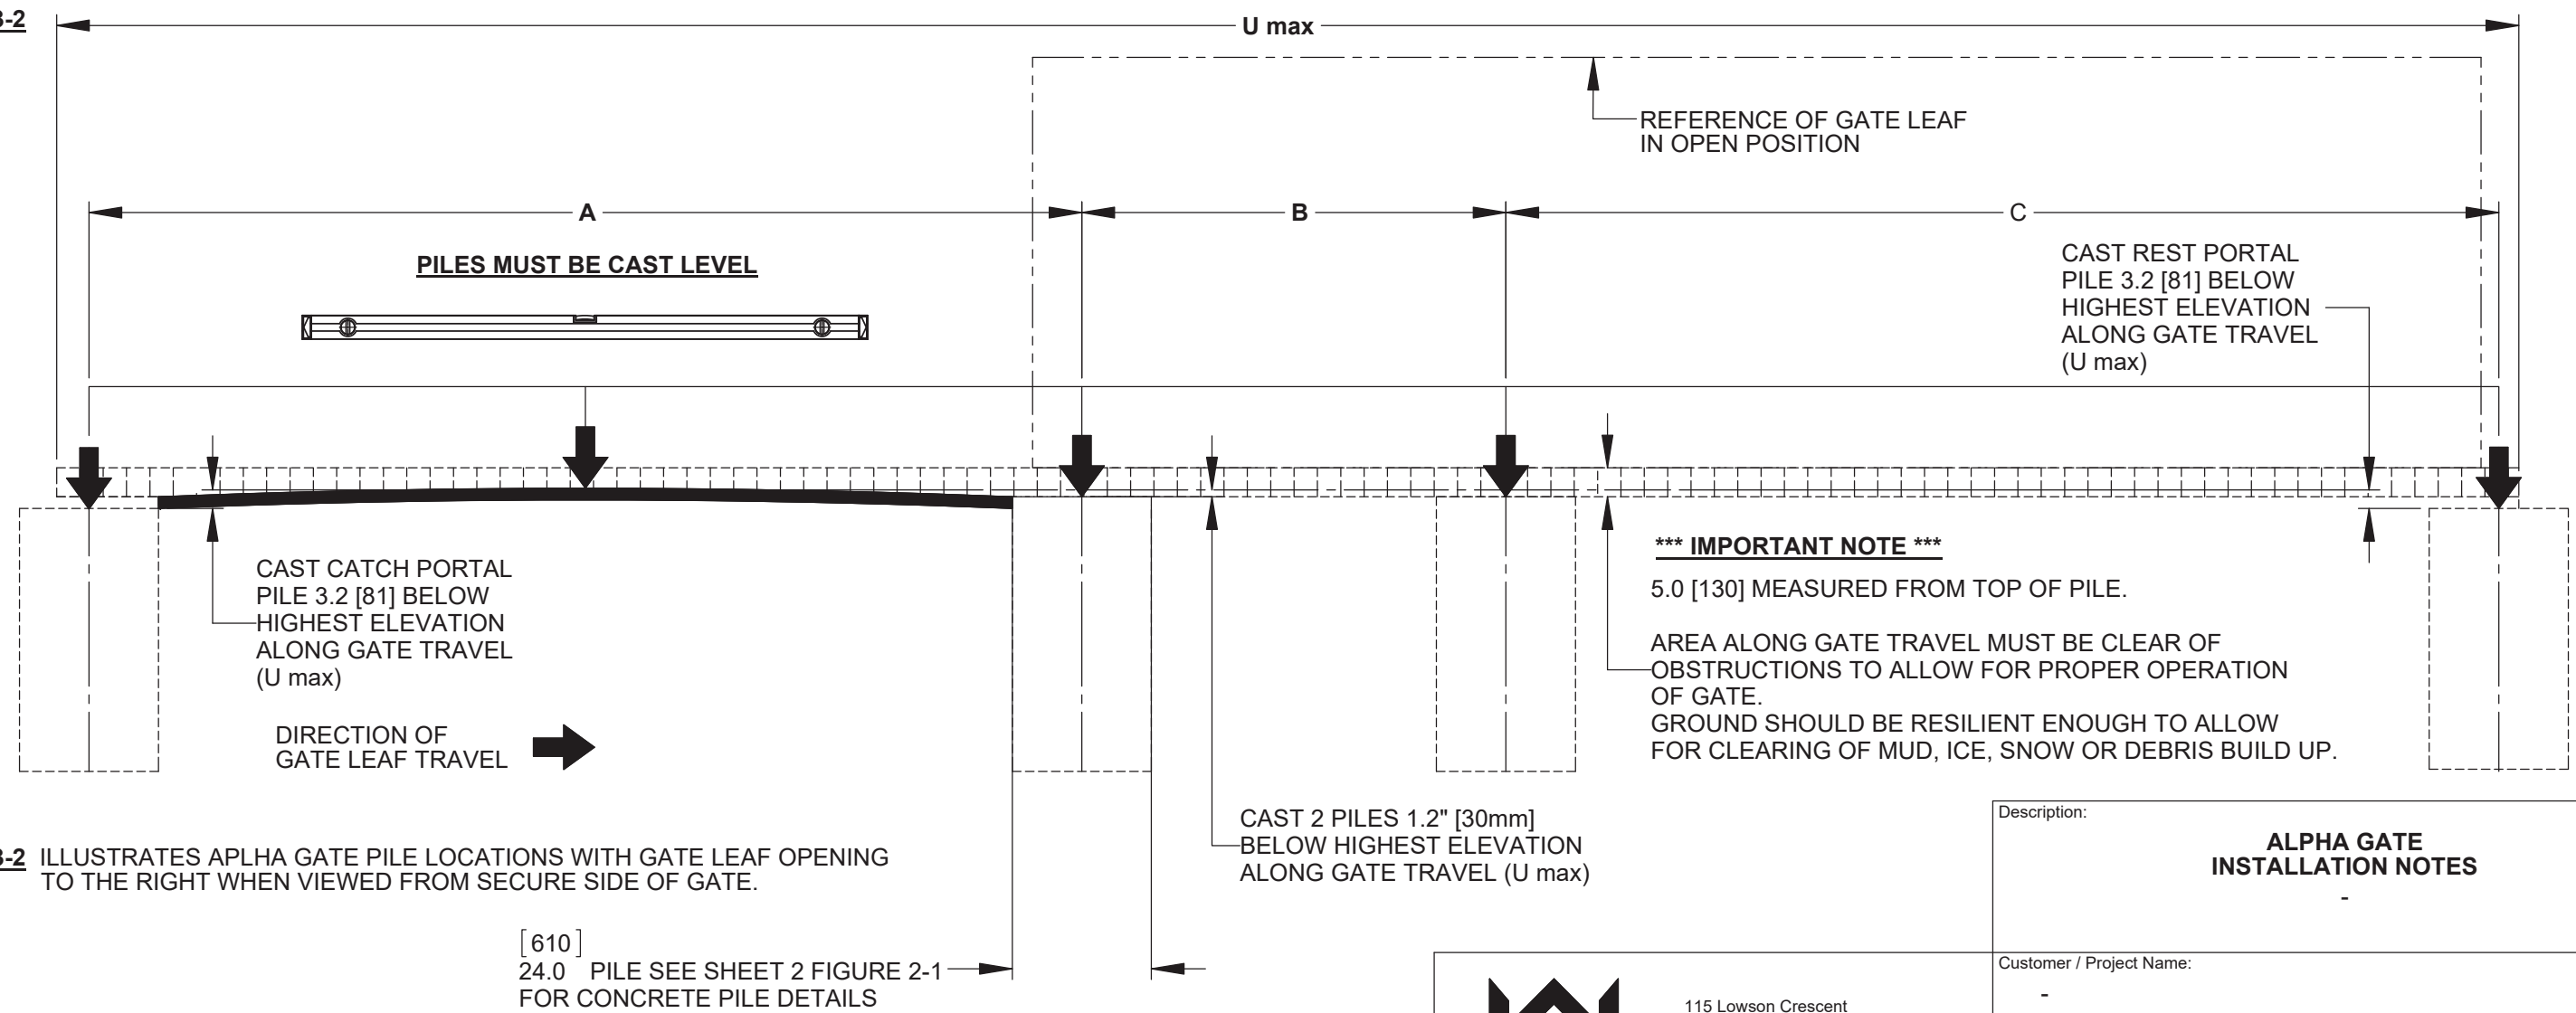 3-2
U max
REFERENCE OF GATE LEAF
IN OPEN POSITION
A
B
C
PILES MUST BE CAST LEVEL
CAST REST PORTAL
PILE 3.2 [81] BELOW
HIGHEST ELEVATION
ALONG GATE TRAVEL
(U max)
CAST CATCH PORTAL
PILE 3.2 [81] BELOW
HIGHEST ELEVATION
ALONG GATE TRAVEL
(U max)
*** IMPORTANT NOTE ***
5.0 [130] MEASURED FROM TOP OF PILE.
AREA ALONG GATE TRAVEL MUST BE CLEAR OF
OBSTRUCTIONS TO ALLOW FOR PROPER OPERATION
OF GATE.
GROUND SHOULD BE RESILIENT ENOUGH TO ALLOW
FOR CLEARING OF MUD, ICE, SNOW OR DEBRIS BUILD UP.
DIRECTION OF
GATE LEAF TRAVEL
CAST 2 PILES 1.2" [30mm]
BELOW HIGHEST ELEVATION
ALONG GATE TRAVEL (U max)
3-2 ILLUSTRATES APLHA GATE PILE LOCATIONS WITH GATE LEAF OPENING
TO THE RIGHT WHEN VIEWED FROM SECURE SIDE OF GATE.
[610]
24.0 PILE SEE SHEET 2 FIGURE 2-1
FOR CONCRETE PILE DETAILS
Description:
ALPHA GATE
INSTALLATION NOTES
-
Customer / Project Name:
-
115 Lowson Crescent